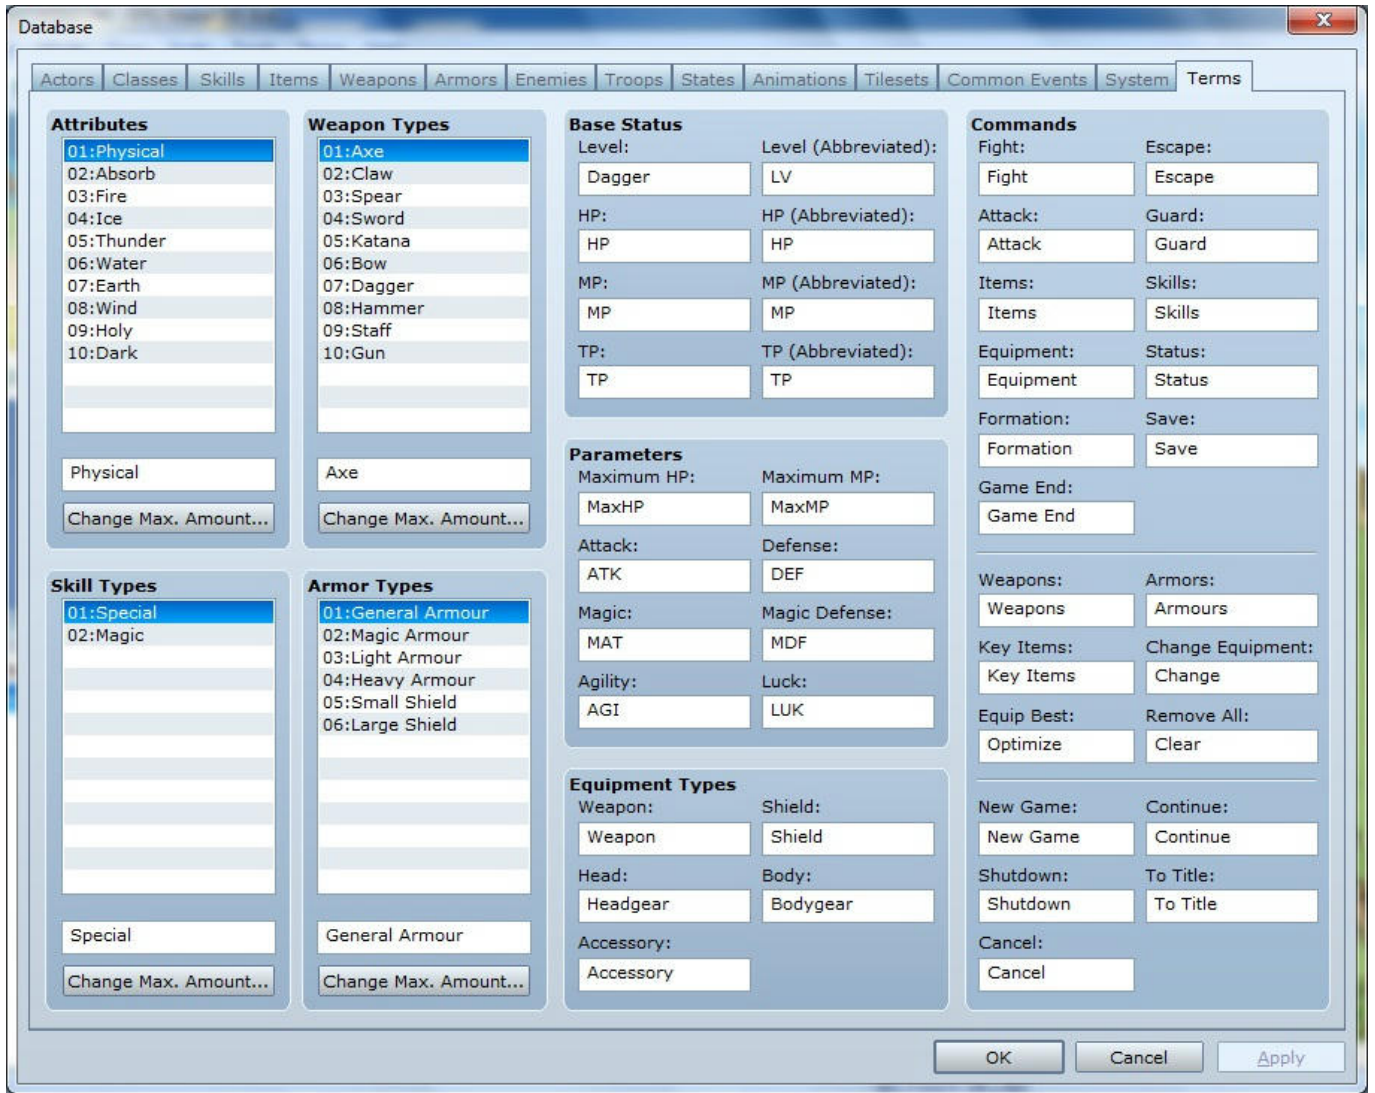 Database
Actors Classes Skills Items Weapons Armors Enemies Troops States Animations Tilesets Common Events System Terms
Attributes
01:Physical
02:Absorb
03:Fire
04:Ice
05:Thunder
06:Water
07:Earth
08:Wind
09:Holy
10:Dark
Physical
Change Max. Amount...
Weapon Types
01:Axe
02:Claw
03:Spear
04:Sword
05:Katana
06:Bow
07:Dagger
08:Hammer
09:Staff
10:Gun
Axe
Change Max. Amount...
Skill Types
01:Special
02:Magic
Special
Change Max. Amount...
Armor Types
01:General Armour
02:Magic Armour
03:Light Armour
04:Heavy Armour
05:Small Shield
06:Large Shield
General Armour
Change Max. Amount...
Base Status
Level: Level (Abbreviated):
Dagger LV
HP: HP (Abbreviated):
HP HP
MP: MP (Abbreviated):
MP MP
TP: TP (Abbreviated):
TP TP
Parameters
Maximum HP: Maximum MP:
MaxHP MaxMP
Attack: Defense:
ATK DEF
Magic: Magic Defense:
MAT MDF
Agility: Luck:
AGI LUK
Equipment Types
Weapon: Shield:
Weapon Shield
Head: Body:
Headgear Bodygear
Accessory:
Accessory
Commands
Fight: Escape:
Fight Escape
Attack: Guard:
Attack Guard
Items: Skills:
Items Skills
Equipment: Status:
Equipment Status
Formation: Save:
Formation Save
Game End:
Game End
Weapons: Armors:
Weapons Armours
Key Items: Change Equipment:
Key Items Change
Equip Best: Remove All:
Optimize Clear
New Game: Continue:
New Game Continue
Shutdown: To Title:
Shutdown To Title
Cancel:
Cancel
OK Cancel Apply